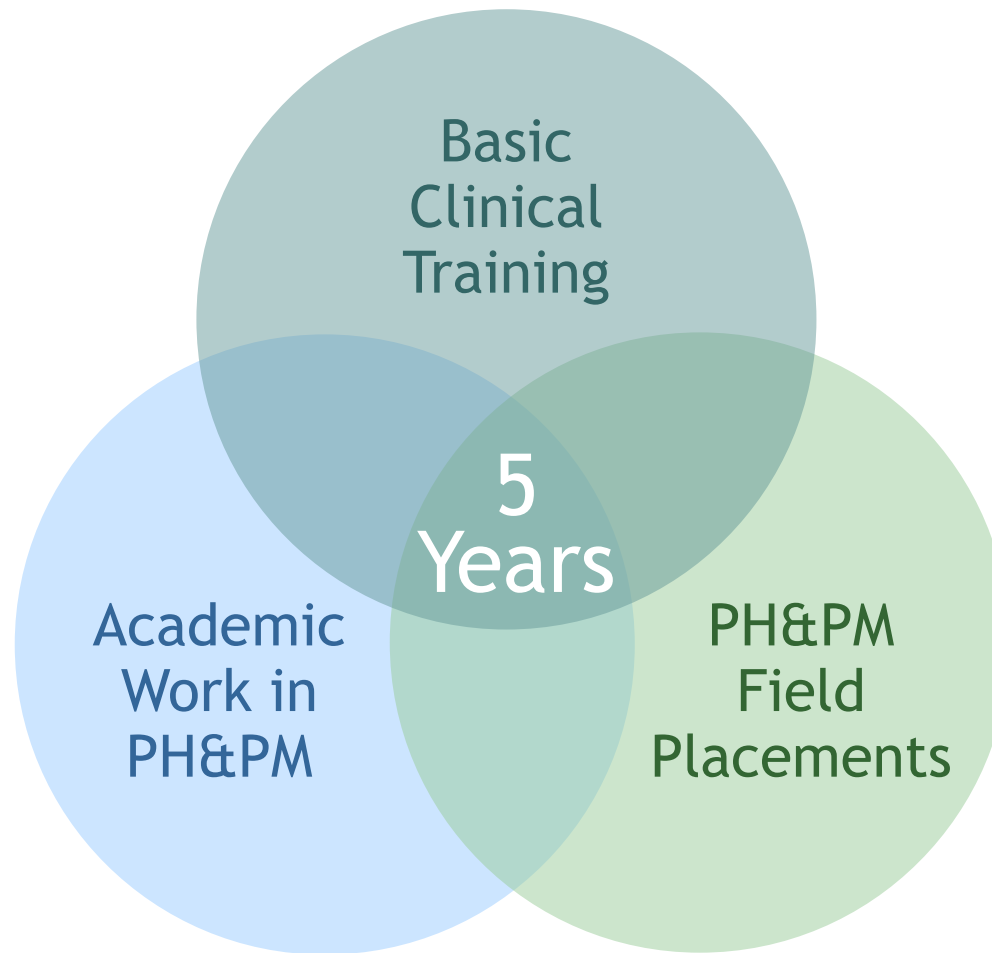 Basic
Clinical
Training
5
Years
Academic
Work in
PH&PM
PH&PM
Field
Placements